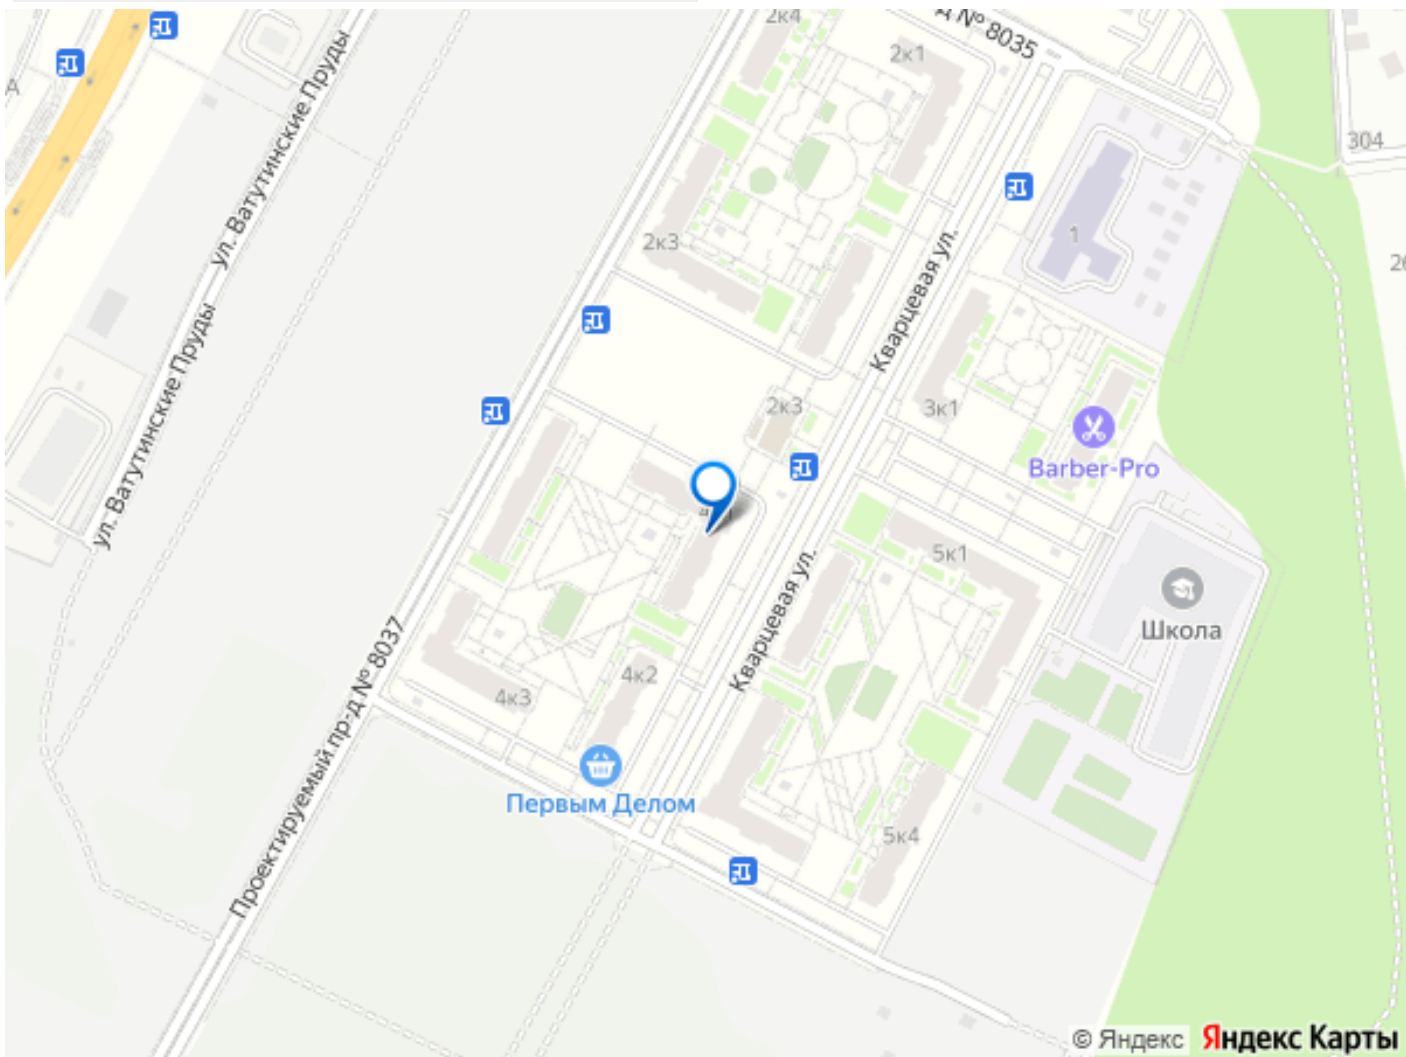 2к4
д № 8035
2к1
А
304
ул. Ватутинские Пруды
1
2к3
26
Кварцевая ул.
ул. Ватутинские Пруды
2к3
3к1
Barber-Pro
5к1
Кварцевая ул.
Школа
4к2
4к3
Проектируемый пр-д № 8037
Первым Делом
5к4
© Яндекс Яндекс Карты